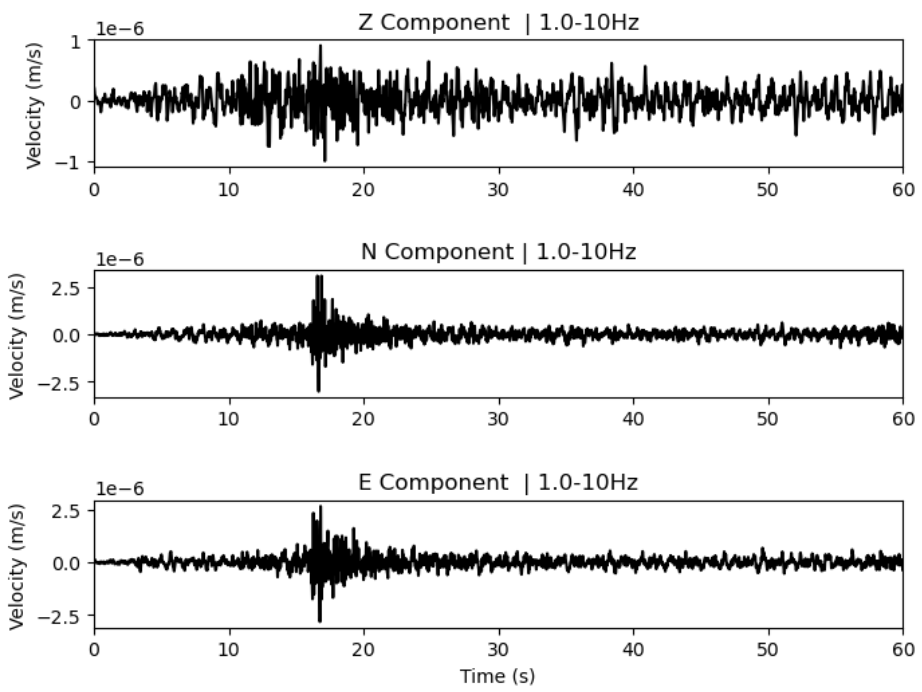 Z Component | 1.0-10Hz
1e−6
1
0
−1
Velocity (m/s)
0 10 20 30 40 50 60
N Component | 1.0-10Hz
1e−6
2.5
0.0
−2.5
Velocity (m/s)
0 10 20 30 40 50 60
E Component | 1.0-10Hz
1e−6
2.5
0.0
−2.5
Velocity (m/s)
0 10 20 30 40 50 60
Time (s)